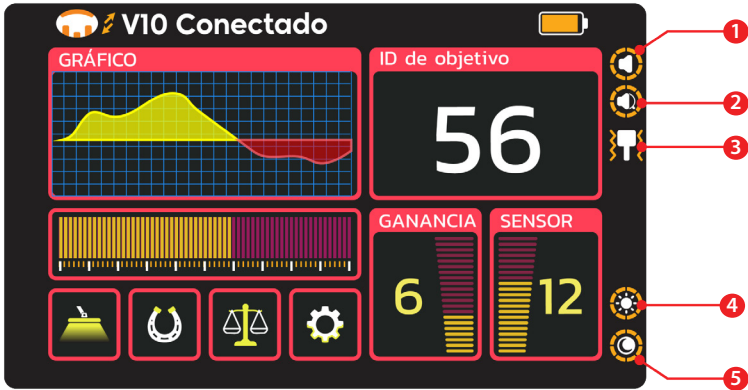 V10 Conectado
GRÁFICO
ID de objetivo
56
GANANCIA
SENSOR
6
12
1
2
3
4
5